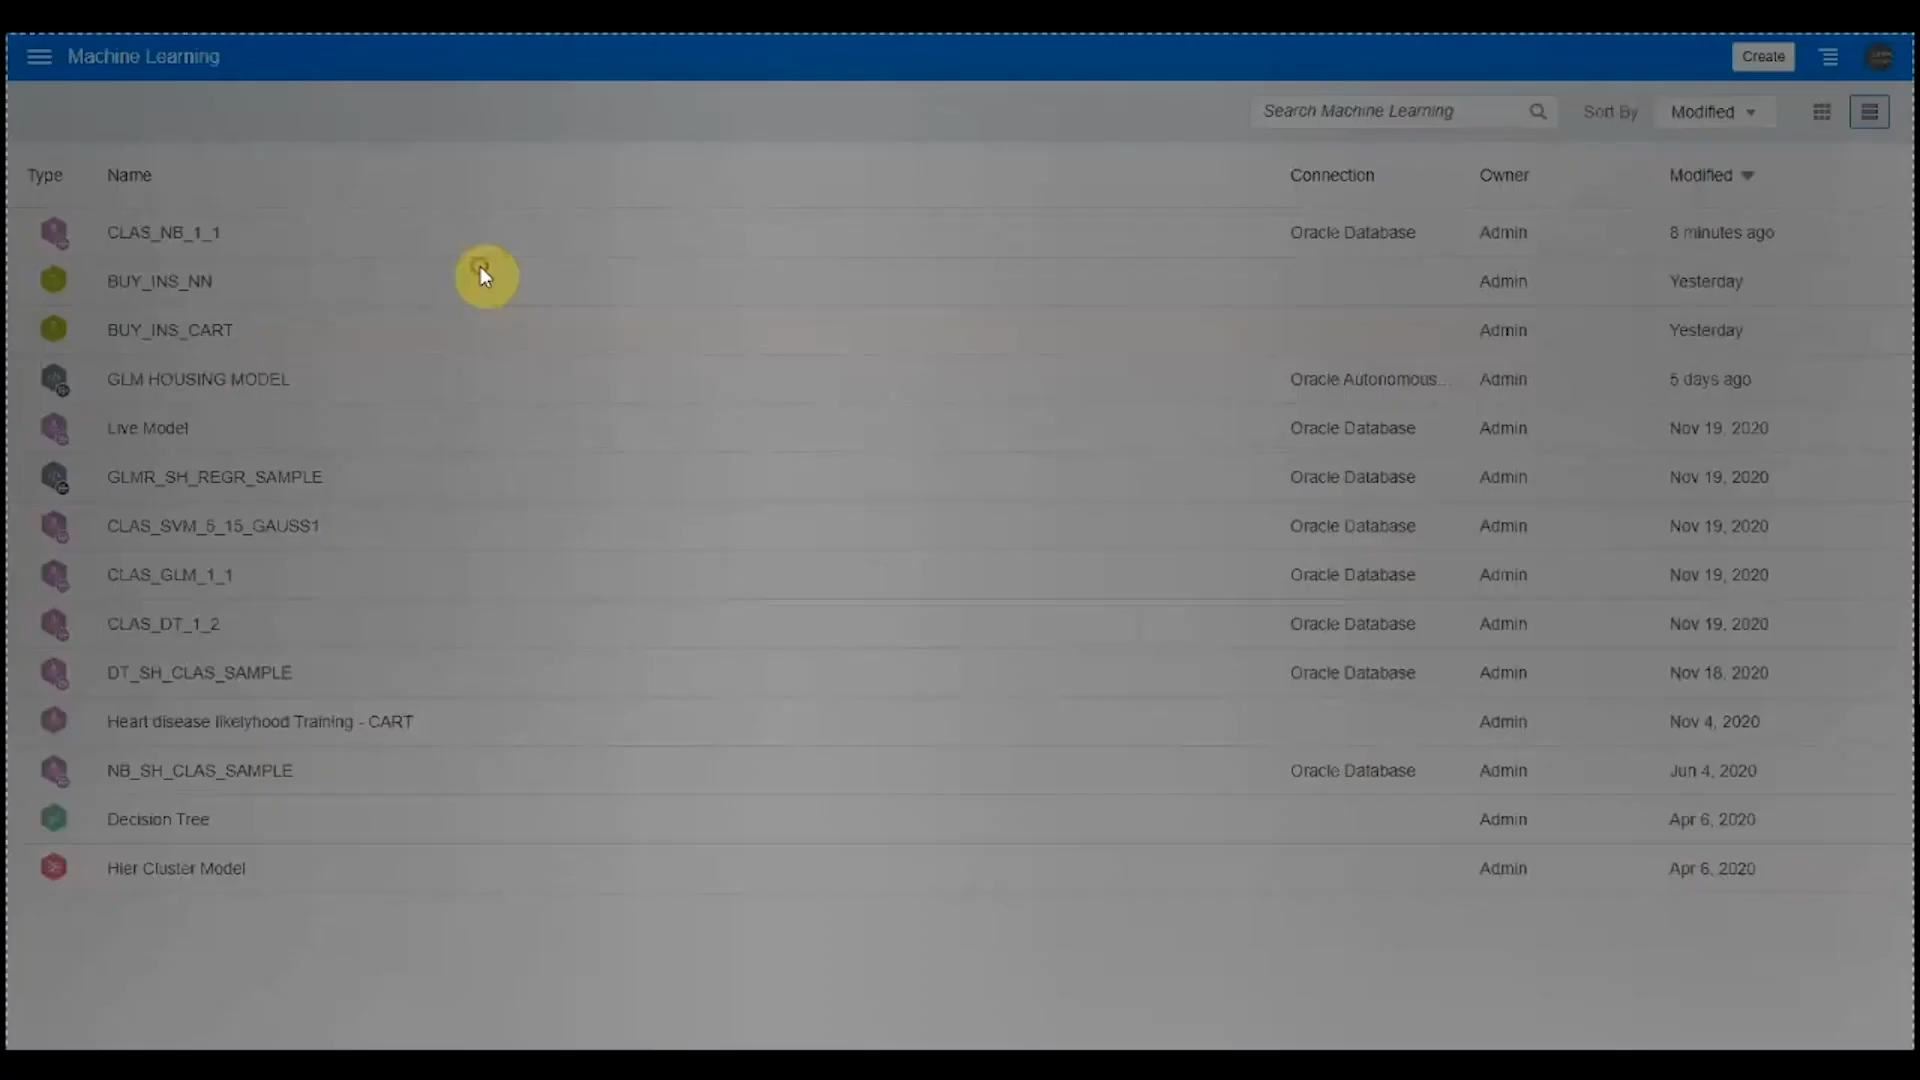 Machine Learning Create
Search Machine Learning Sort By Modified
Type Name Connection Owner Modified
CLAS_NB_1_1 Oracle Database Admin 8 minutes ago
BUY_INS_NN Admin Yesterday
BUY_INS_CART Admin Yesterday
GLM HOUSING MODEL Oracle Autonomous... Admin 5 days ago
Live Model Oracle Database Admin Nov 19, 2020
GLMR_SH_REGR_SAMPLE Oracle Database Admin Nov 19, 2020
CLAS_SVM_5_15_GAUSS1 Oracle Database Admin Nov 19, 2020
CLAS_GLM_1_1 Oracle Database Admin Nov 19, 2020
CLAS_DT_1_2 Oracle Database Admin Nov 19, 2020
DT_SH_CLAS_SAMPLE Oracle Database Admin Nov 18, 2020
Heart disease likelyhood Training - CART Admin Nov 4, 2020
NB_SH_CLAS_SAMPLE Oracle Database Admin Jun 4, 2020
Decision Tree Admin Apr 6, 2020
Hier Cluster Model Admin Apr 6, 2020